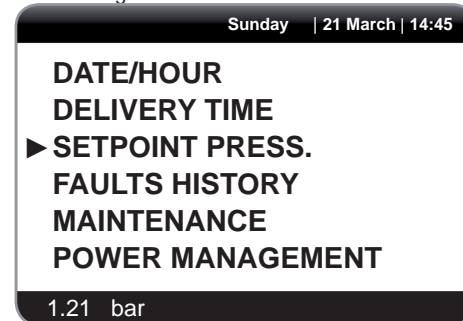 Sunday | 21 March | 14:45
DATE/HOUR
DELIVERY TIME
►SETPOINT PRESS.
FAULTS HISTORY
MAINTENANCE
POWER MANAGEMENT
1.21 bar